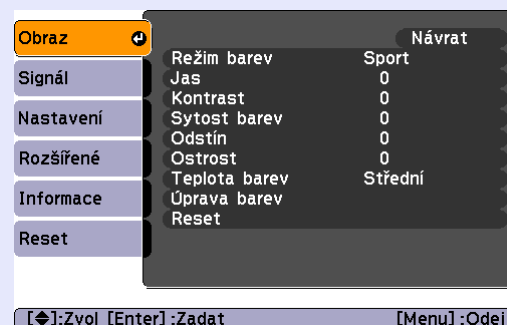 Obraz
Signál
Nastavení
Rozšířené
Informace
Reset
Návrat
Režim barev Sport
Jas 0
Kontrast 0
Sytost barev 0
Odstín 0
Ostrost 0
Teplota barev Střední
Úprava barev
Reset
[◆]:Zvol [Enter] :Zadat [Menu] :Odej